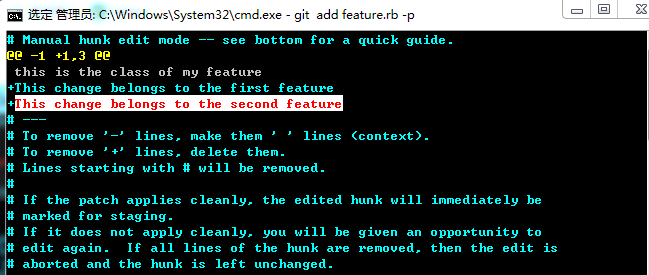 选定 管理员: C:\Windows\System32\cmd.exe - git  add feature.rb -p
# Manual hunk edit mode -- see bottom for a quick guide.
@@ -1 +1,3 @@
 this is the class of my feature
+This change belongs to the first feature
+This change belongs to the second feature
# ---
# To remove '-' lines, make them ' ' lines (context).
# To remove '+' lines, delete them.
# Lines starting with # will be removed.
#
# If the patch applies cleanly, the edited hunk will immediately be
# marked for staging.
# If it does not apply cleanly, you will be given an opportunity to
# edit again.  If all lines of the hunk are removed, then the edit is
# aborted and the hunk is left unchanged.